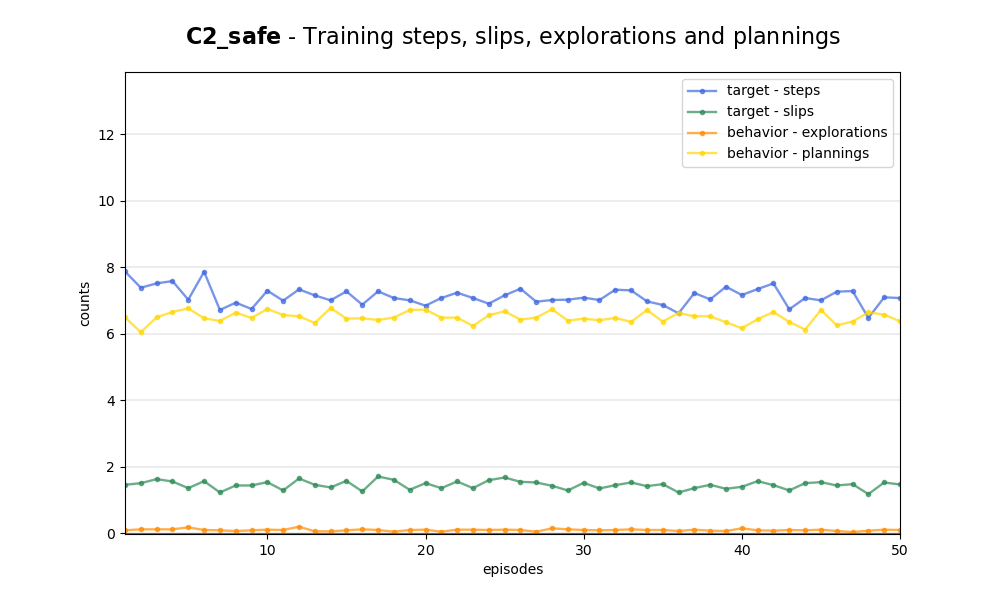 C2_safe - Training steps, slips, explorations and plannings
target - steps
target - slips
behavior - explorations
behavior - plannings
counts
12
10
8
6
4
2
0
10 20 30 40 50
episodes